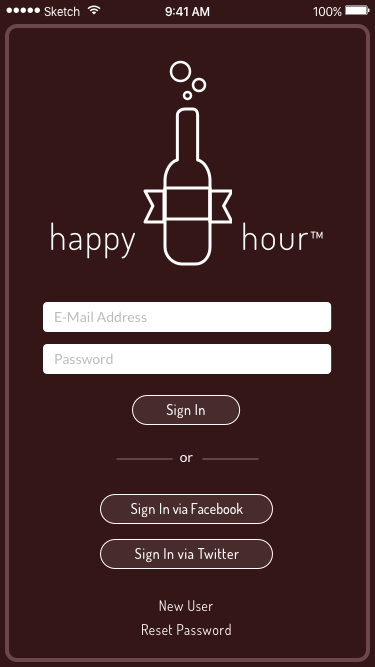 Sketch 9:41 AM 100%
happy hour™
E-Mail Address
Password
Sign In
or
Sign In via Facebook
Sign In via Twitter
New User
Reset Password